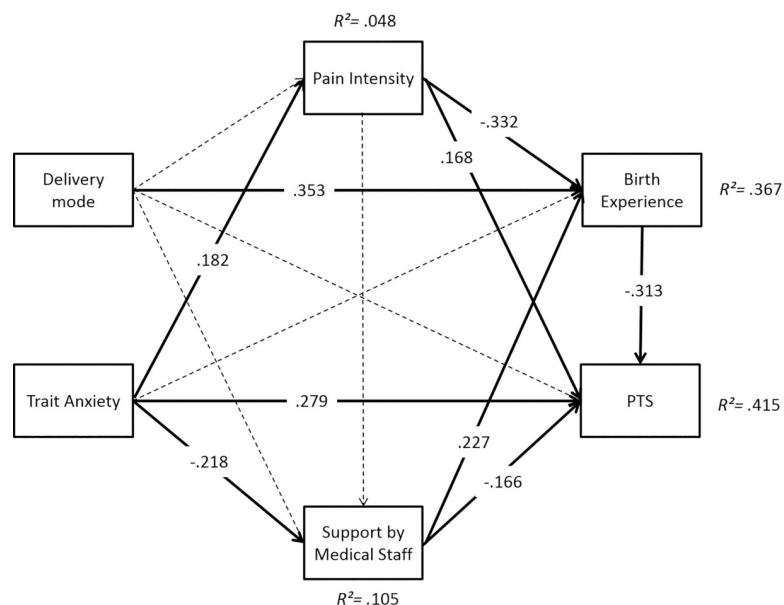 R²= .048
Pain Intensity
-.332
.168
Delivery
mode
.353
Birth
Experience
R²= .367
.182
-.313
Trait Anxiety
.279
PTS
R²= .415
-.218
.227
-.166
Support by
Medical Staff
R²= .105